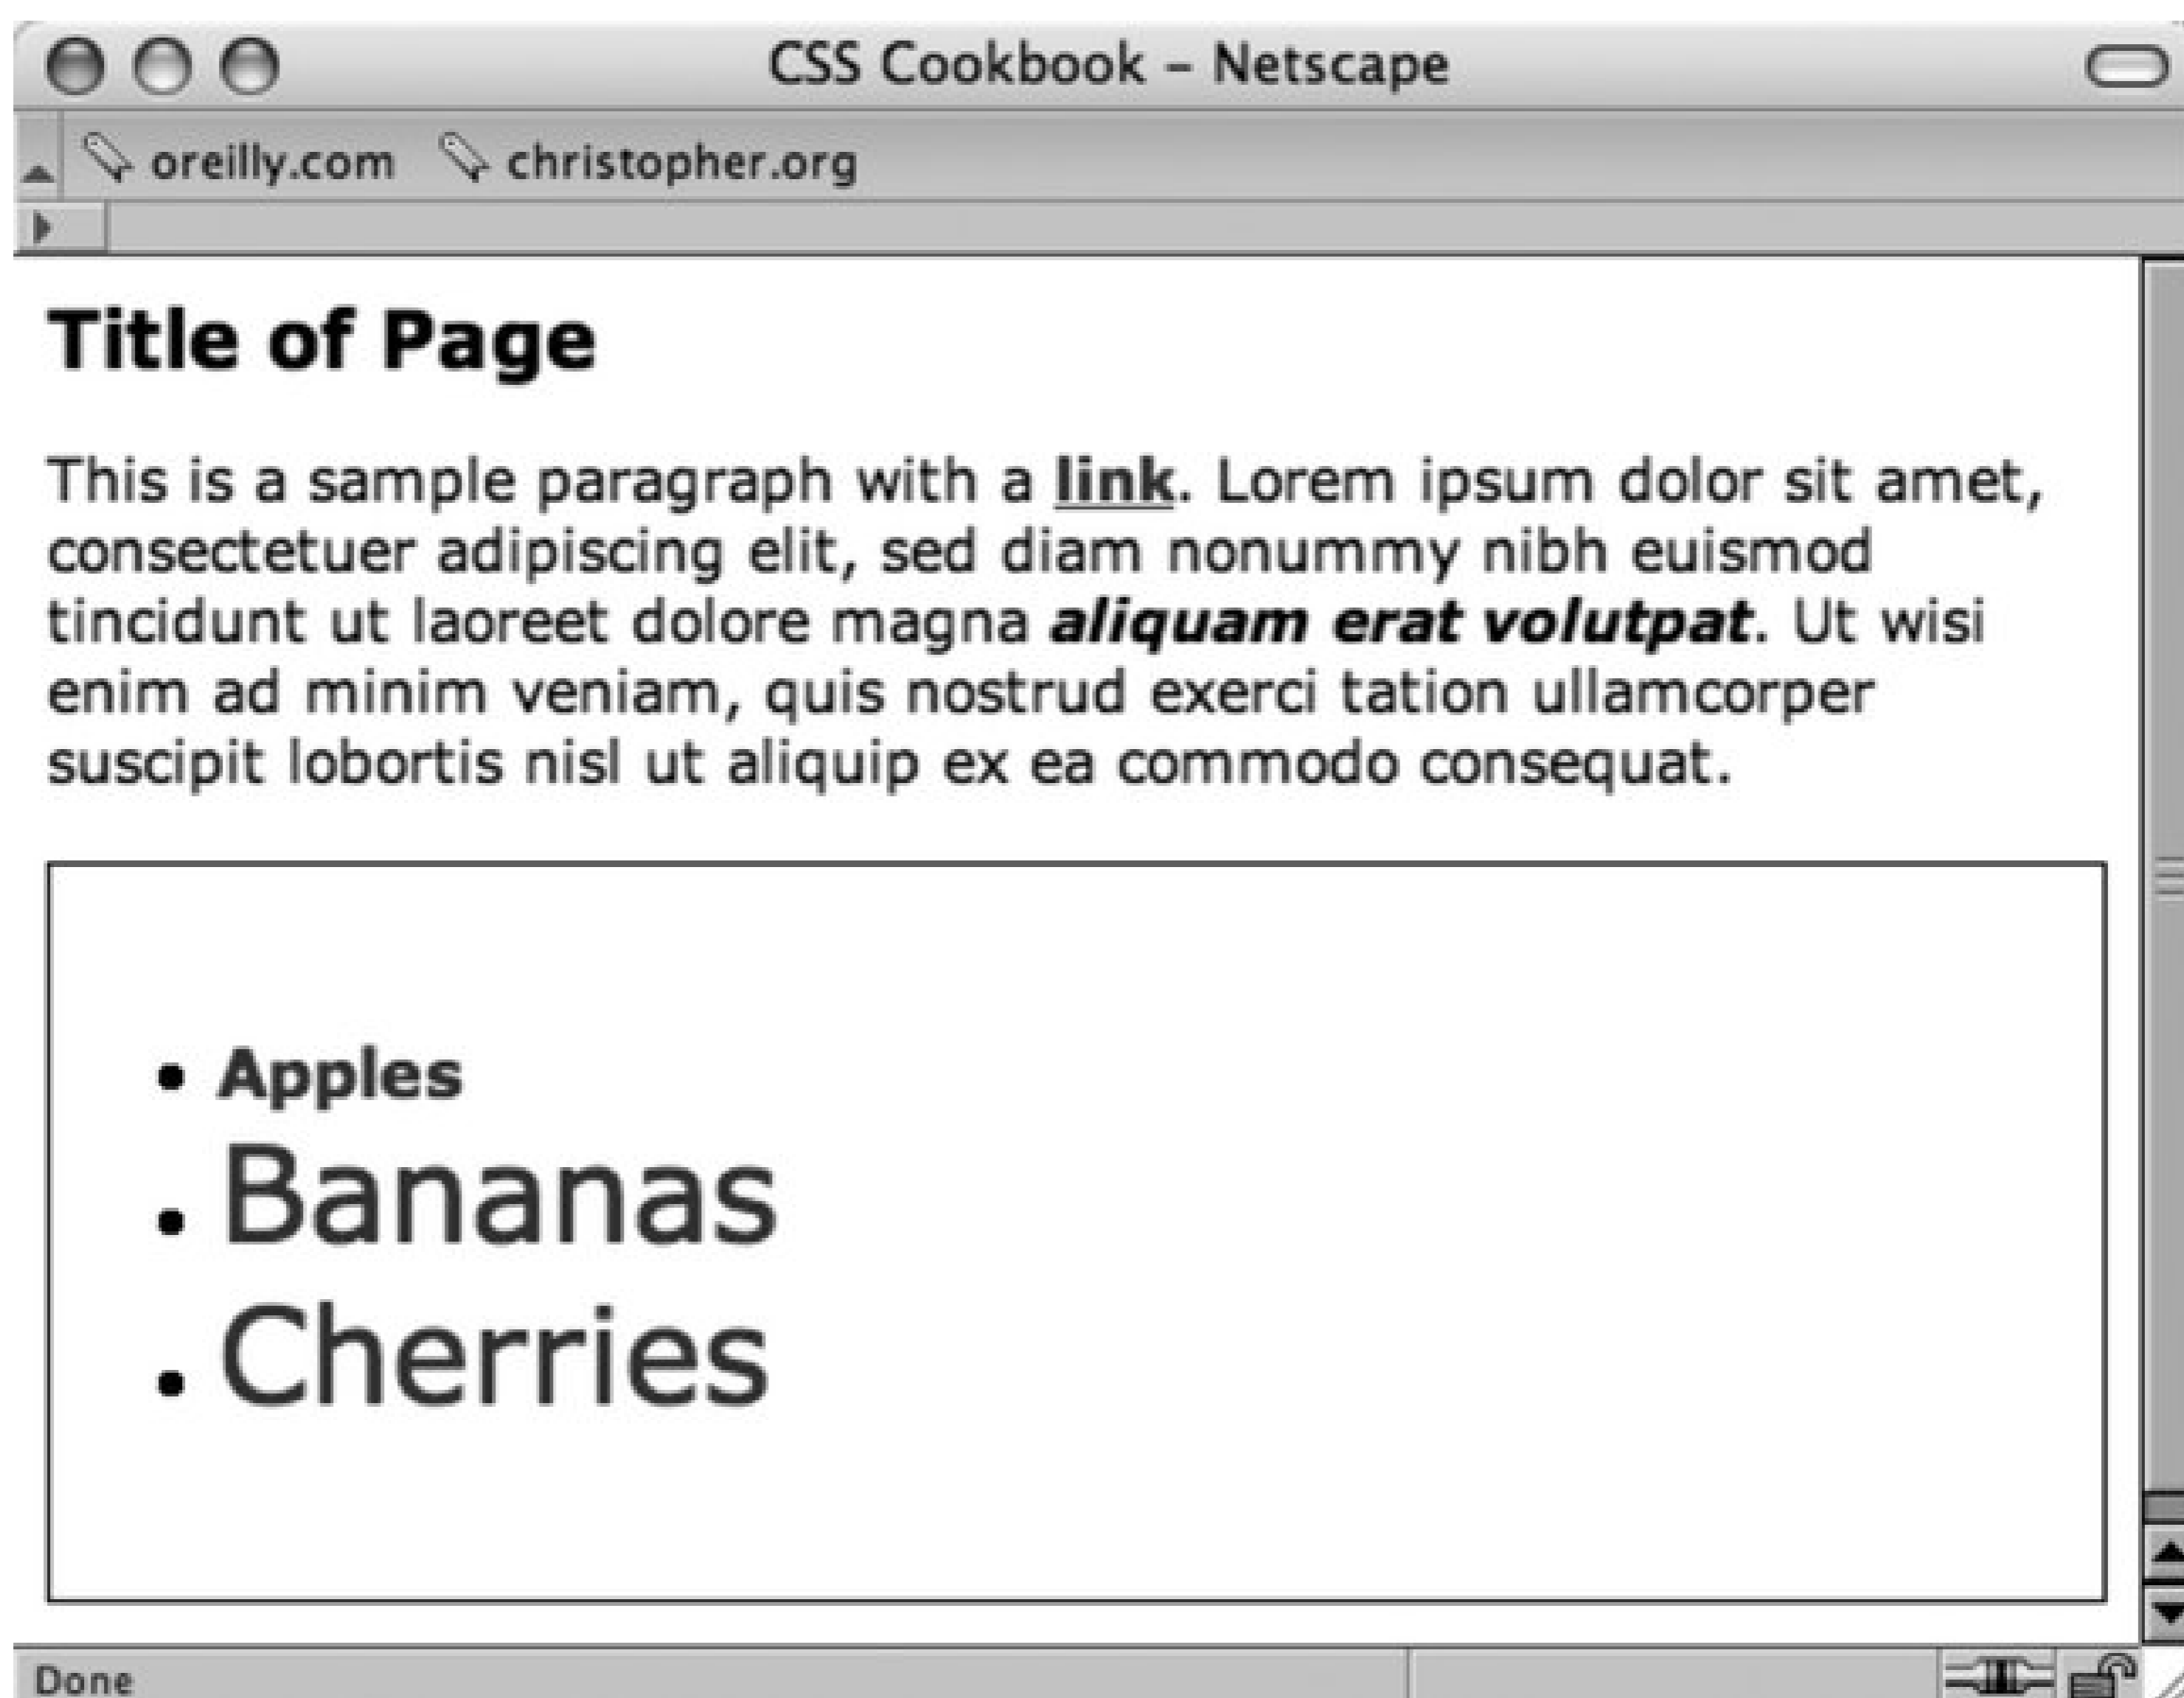 CSS Cookbook – Netscape
oreilly.com christopher.org
Title of Page
This is a sample paragraph with a link. Lorem ipsum dolor sit amet,
consectetuer adipiscing elit, sed diam nonummy nibh euismod
tincidunt ut laoreet dolore magna aliquam erat volutpat. Ut wisi
enim ad minim veniam, quis nostrud exerci tation ullamcorper
suscipit lobortis nisl ut aliquip ex ea commodo consequat.
• Apples
• Bananas
• Cherries
Done